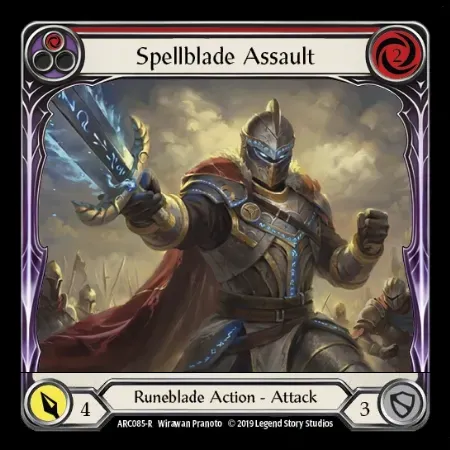 Spellblade Assault
2
4
Runeblade Action - Attack
3
ARC085-R Wirawan Pranoto © 2019 Legend Story Studios